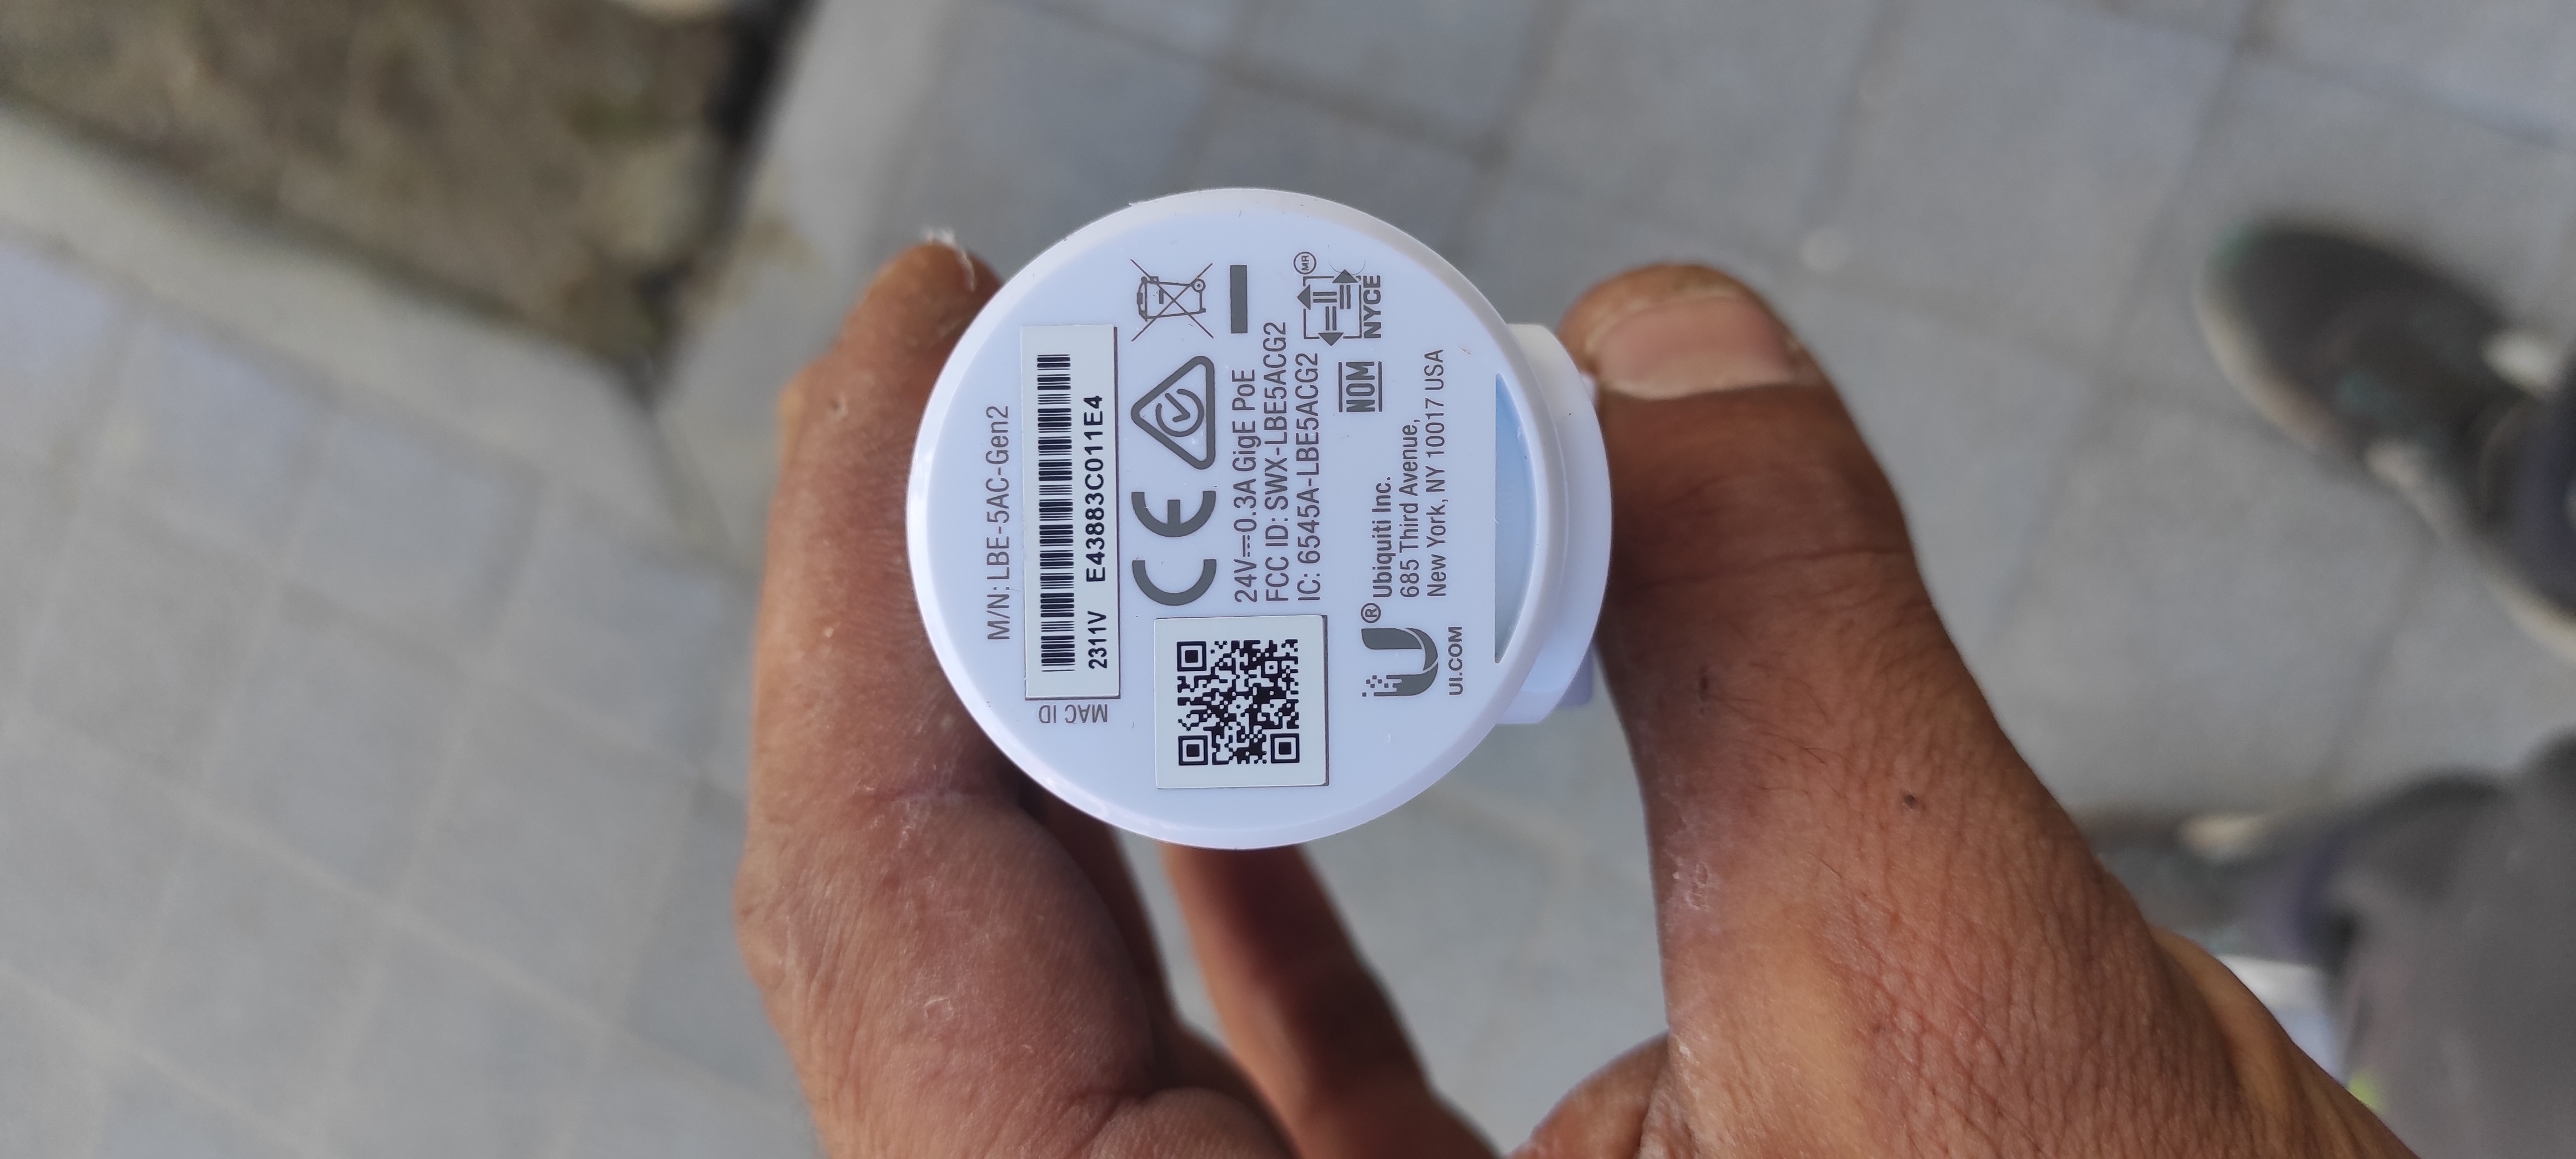 M/N: LBE-5AC-Gen2
MAC ID
2311V E43883C011E4
CE
24V⎓0.3A GigE PoE
FCC ID: SWX-LBE5ACG2
IC: 6545A-LBE5ACG2
NOM
MR
NYCE
U®
Ubiquiti Inc.
685 Third Avenue,
New York, NY 10017 USA
UI.COM